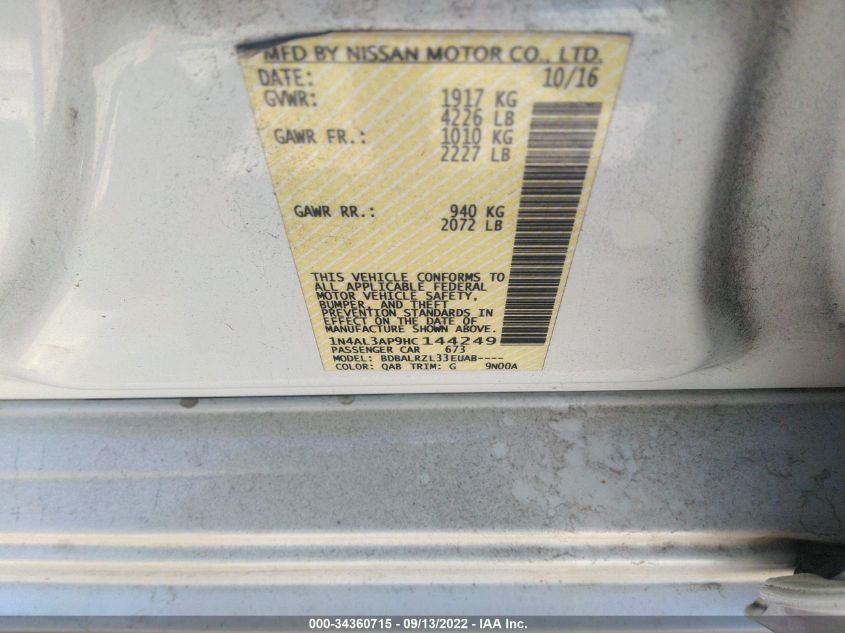 MFD BY NISSAN MOTOR CO., LTD.
DATE: 10/16
GVWR: 1917 KG
4226 LB
GAWR FR.: 1010 KG
2227 LB
GAWR RR.: 940 KG
2072 LB
THIS VEHICLE CONFORMS TO
ALL APPLICABLE FEDERAL
MOTOR VEHICLE SAFETY,
BUMPER, AND THEFT
PREVENTION STANDARDS IN
EFFECT ON THE DATE OF
MANUFACTURE SHOWN ABOVE.
1N4AL3AP9HC 144249
PASSENGER CAR 673
MODEL: BDBALRZL33EUAB----
COLOR: QAB TRIM: G 9N00A
000-34360715 - 09/13/2022 - IAA Inc.